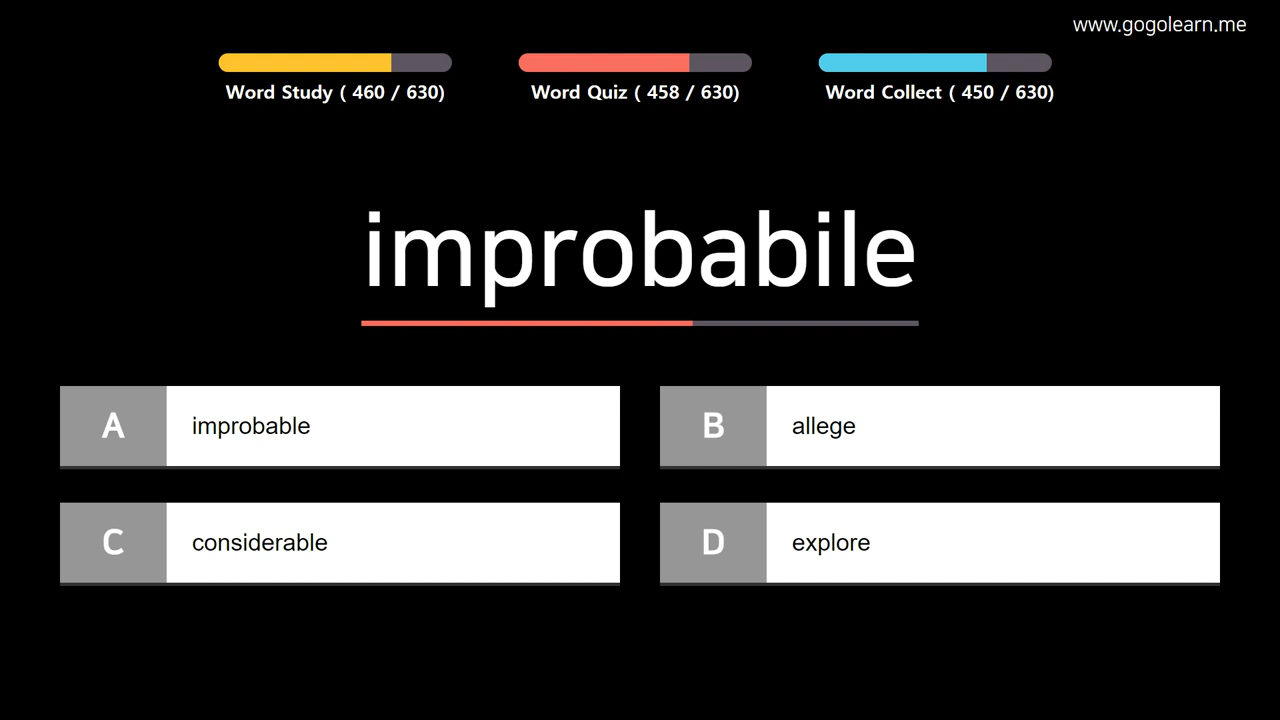 www.gogolearn.me
Word Study ( 460 / 630)
Word Quiz ( 458 / 630)
Word Collect ( 450 / 630)
improbabile
A improbable
B allege
C considerable
D explore